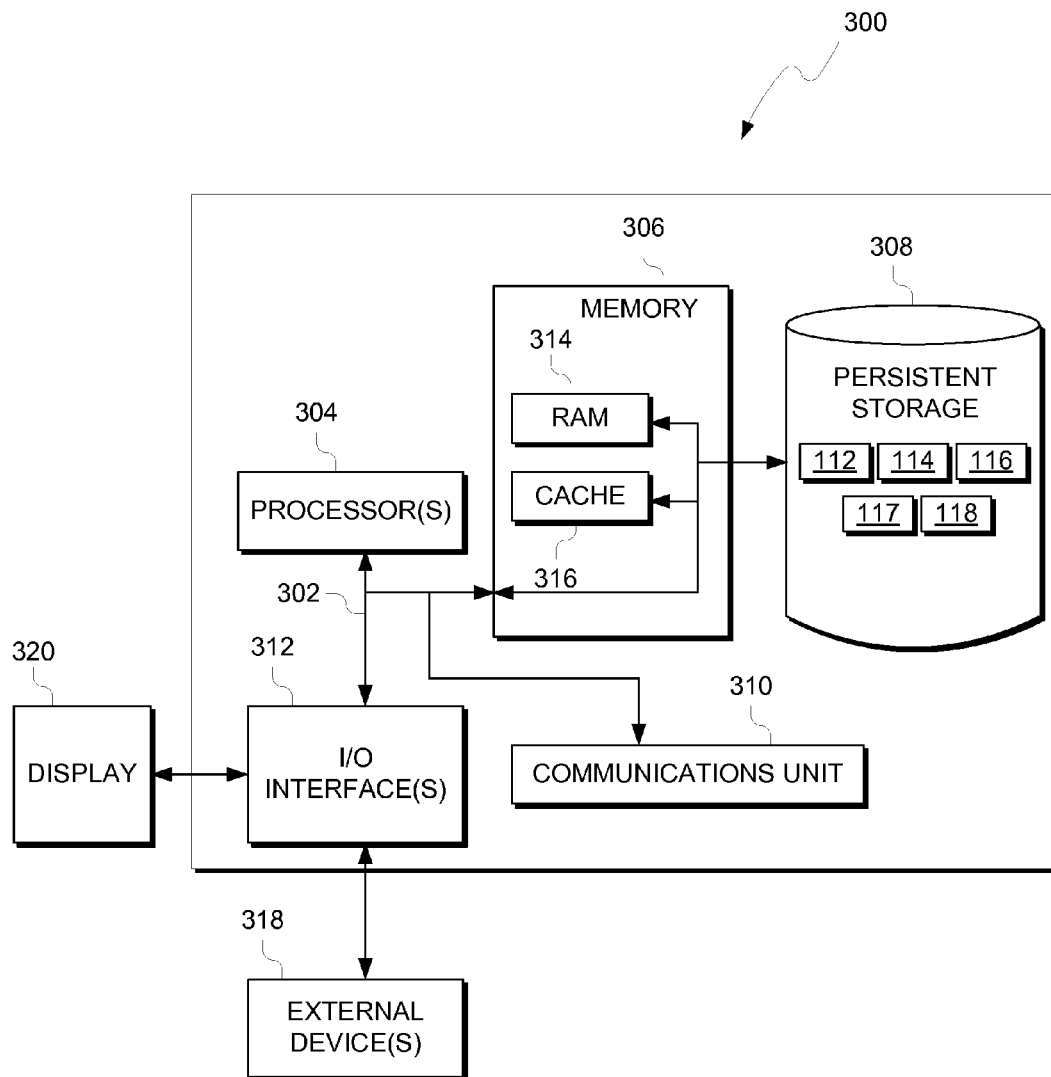 300
306
308
MEMORY
314
PERSISTENT
STORAGE
RAM
304
112 114 116
CACHE
PROCESSOR(S)
117 118
316
302
320
312
310
I/O
INTERFACE(S)
DISPLAY
COMMUNICATIONS UNIT
318
EXTERNAL
DEVICE(S)